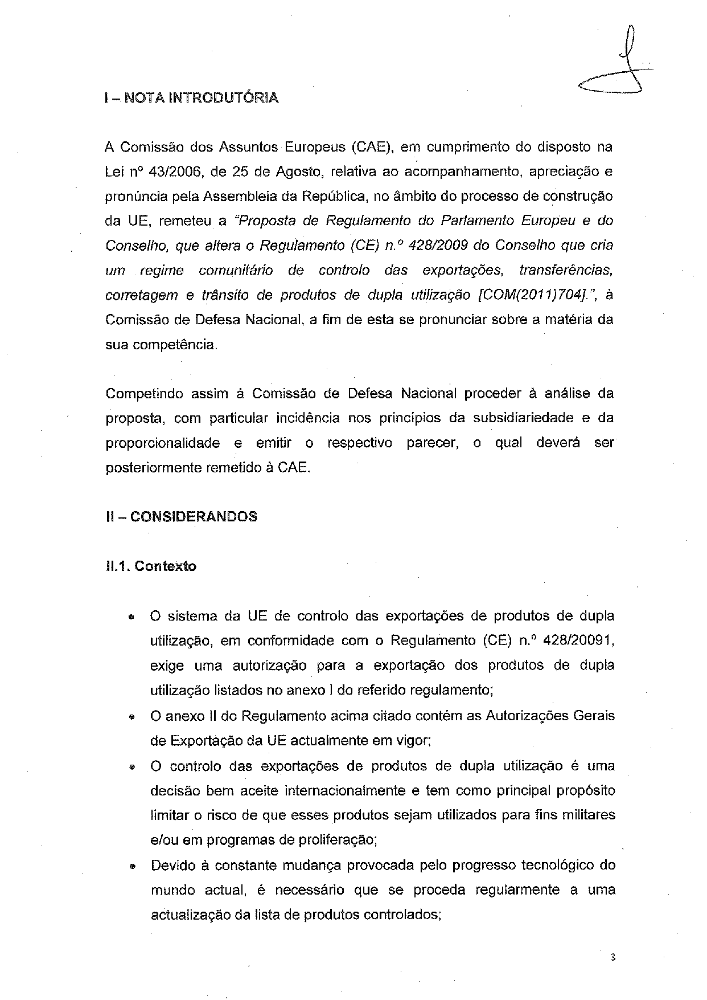 I – NOTA INTRODUTÓRIA
A Comissão dos Assuntos Europeus (CAE), em cumprimento do disposto na
Lei nº 43/2006, de 25 de Agosto, relativa ao acompanhamento, apreciação e
pronúncia pela Assembleia da República, no âmbito do processo de construção
da UE, remeteu a "Proposta de Regulamento do Parlamento Europeu e do
Conselho, que altera o Regulamento (CE) n.º 428/2009 do Conselho que cria
um regime comunitário de controlo das exportações, transferências,
corretagem e trânsito de produtos de dupla utilização [COM(2011)704].", à
Comissão de Defesa Nacional, a fim de esta se pronunciar sobre a matéria da
sua competência.
Competindo assim á Comissão de Defesa Nacional proceder à análise da
proposta, com particular incidência nos princípios da subsidiariedade e da
proporcionalidade e emitir o respectivo parecer, o qual deverá ser
posteriormente remetido à CAE.
II – CONSIDERANDOS
II.1. Contexto
• O sistema da UE de controlo das exportações de produtos de dupla
utilização, em conformidade com o Regulamento (CE) n.º 428/20091,
exige uma autorização para a exportação dos produtos de dupla
utilização listados no anexo I do referido regulamento;
• O anexo II do Regulamento acima citado contém as Autorizações Gerais
de Exportação da UE actualmente em vigor;
• O controlo das exportações de produtos de dupla utilização é uma
decisão bem aceite internacionalmente e tem como principal propósito
limitar o risco de que esses produtos sejam utilizados para fins militares
e/ou em programas de proliferação;
• Devido à constante mudança provocada pelo progresso tecnológico do
mundo actual, é necessário que se proceda regularmente a uma
actualização da lista de produtos controlados;
3